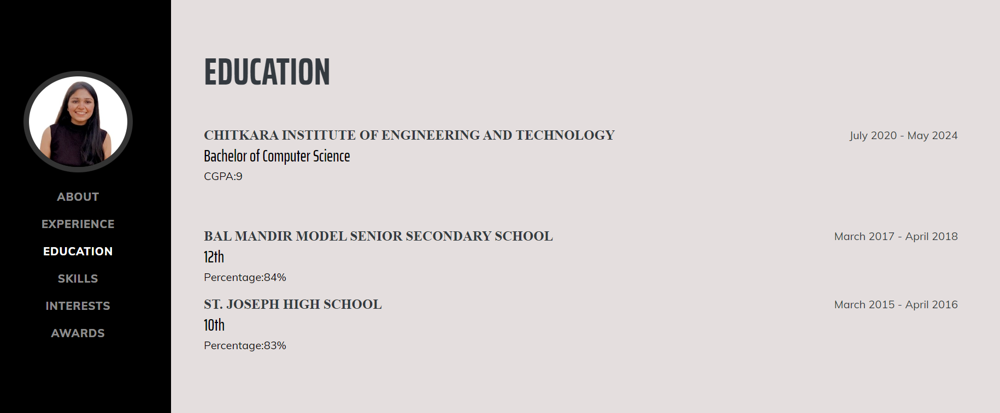 ABOUT
EXPERIENCE
EDUCATION
SKILLS
INTERESTS
AWARDS
EDUCATION
CHITKARA INSTITUTE OF ENGINEERING AND TECHNOLOGY
July 2020 - May 2024
Bachelor of Computer Science
CGPA:9
BAL MANDIR MODEL SENIOR SECONDARY SCHOOL
March 2017 - April 2018
12th
Percentage:84%
ST. JOSEPH HIGH SCHOOL
March 2015 - April 2016
10th
Percentage:83%